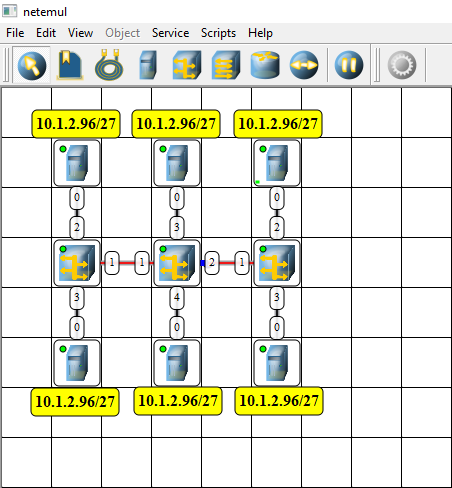 netemul
File Edit View Object Service Scripts Help
10.1.2.96/27 10.1.2.96/27 10.1.2.96/27
0 0 0
2 3 2
1 1 2 1
3 4 3
0 0 0
10.1.2.96/27 10.1.2.96/27 10.1.2.96/27